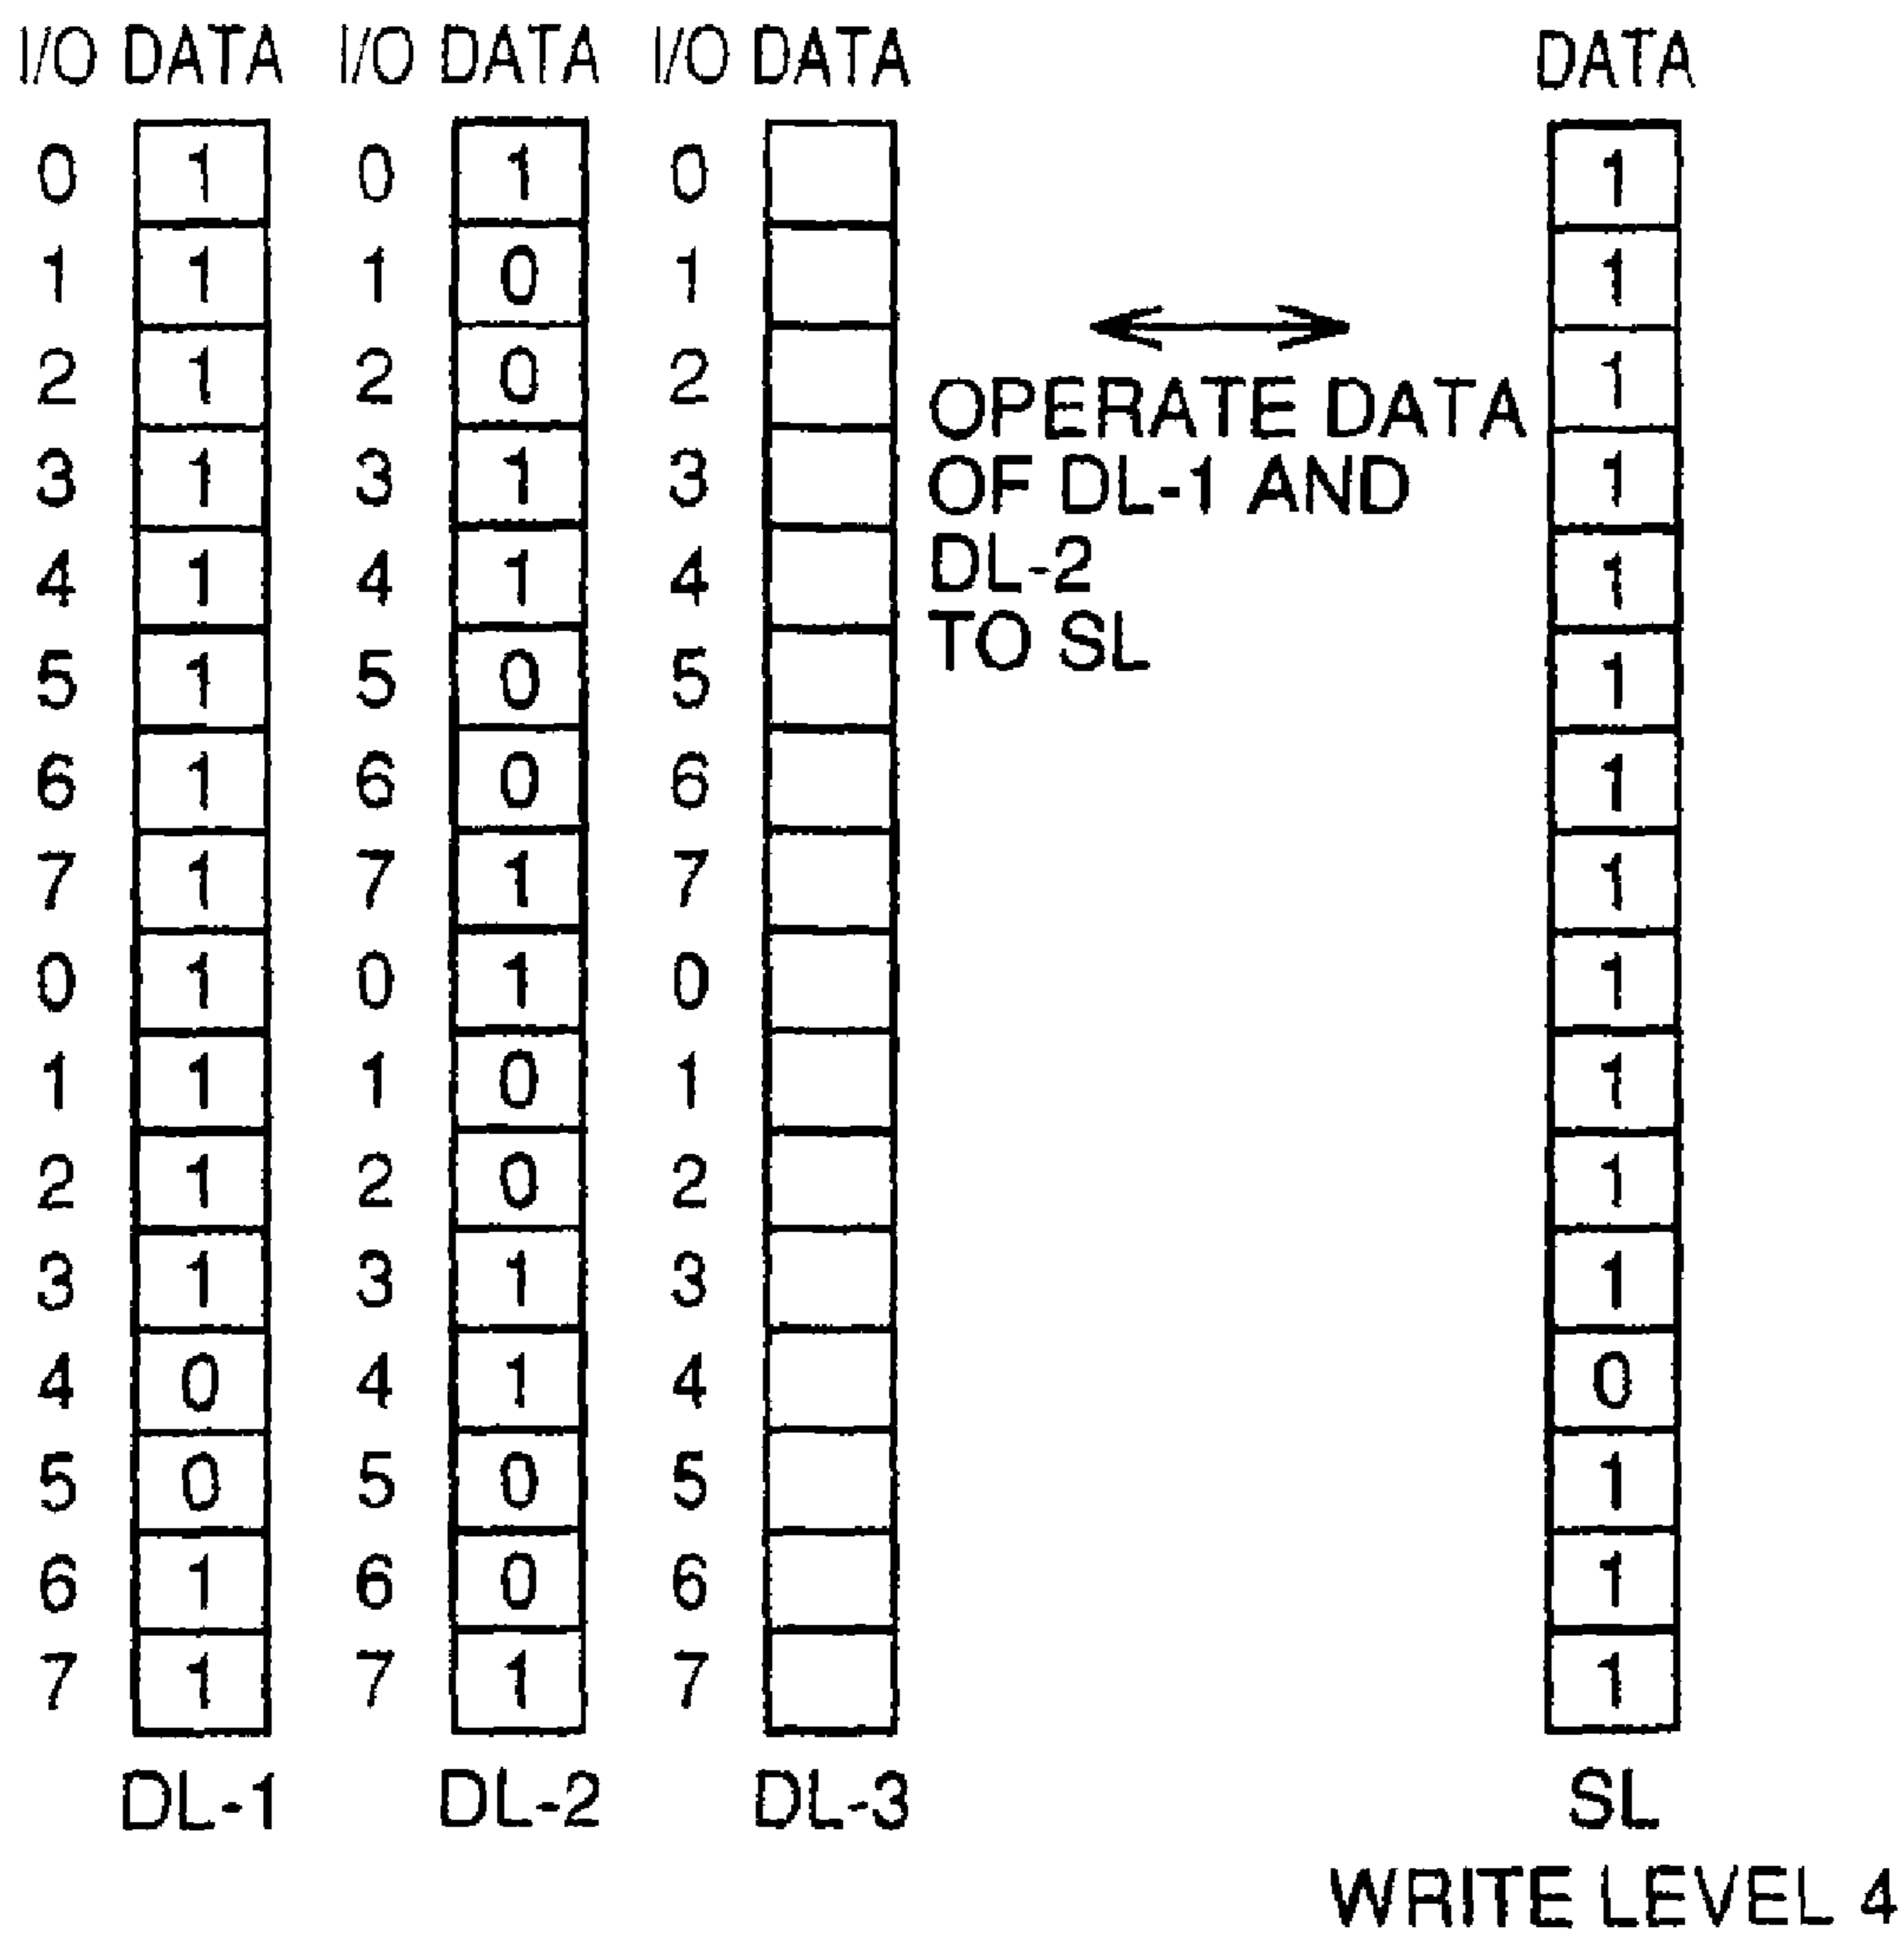 I/O DATA I/O DATA I/O DATA DATA
0 1 0 1 0 1
1 1 1 0 1 1
2 1 2 0 2 1
3 1 3 1 3 1
4 1 4 1 4 1
5 1 5 0 5 1
6 1 6 0 6 1
7 1 7 1 7 1
0 1 0 1 0 1
1 1 1 0 1 1
2 1 2 0 2 1
3 1 3 1 3 1
4 0 4 1 4 0
5 0 5 0 5 1
6 1 6 0 6 1
7 1 7 1 7 1
OPERATE DATA
OF DL-1 AND
DL-2
TO SL
DL-1 DL-2 DL-3 SL
WRITE LEVEL 4